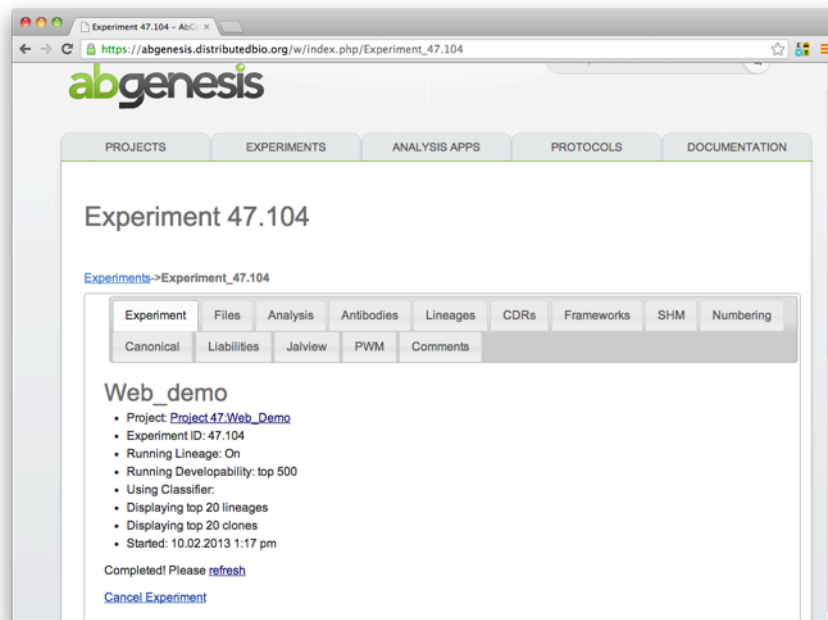 Experiment 47.104 – AbGe
https://abgenesis.distributedbio.org/w/index.php/Experiment_47.104
abgenesis
PROJECTS EXPERIMENTS ANALYSIS APPS PROTOCOLS DOCUMENTATION
Experiment 47.104
Experiments->Experiment_47.104
Experiment Files Analysis Antibodies Lineages CDRs Frameworks SHM Numbering
Canonical Liabilities Jalview PWM Comments
Web_demo
• Project: Project 47:Web_Demo
• Experiment ID: 47.104
• Running Lineage: On
• Running Developability: top 500
• Using Classifier:
• Displaying top 20 lineages
• Displaying top 20 clones
• Started: 10.02.2013 1:17 pm
Completed! Please refresh
Cancel Experiment